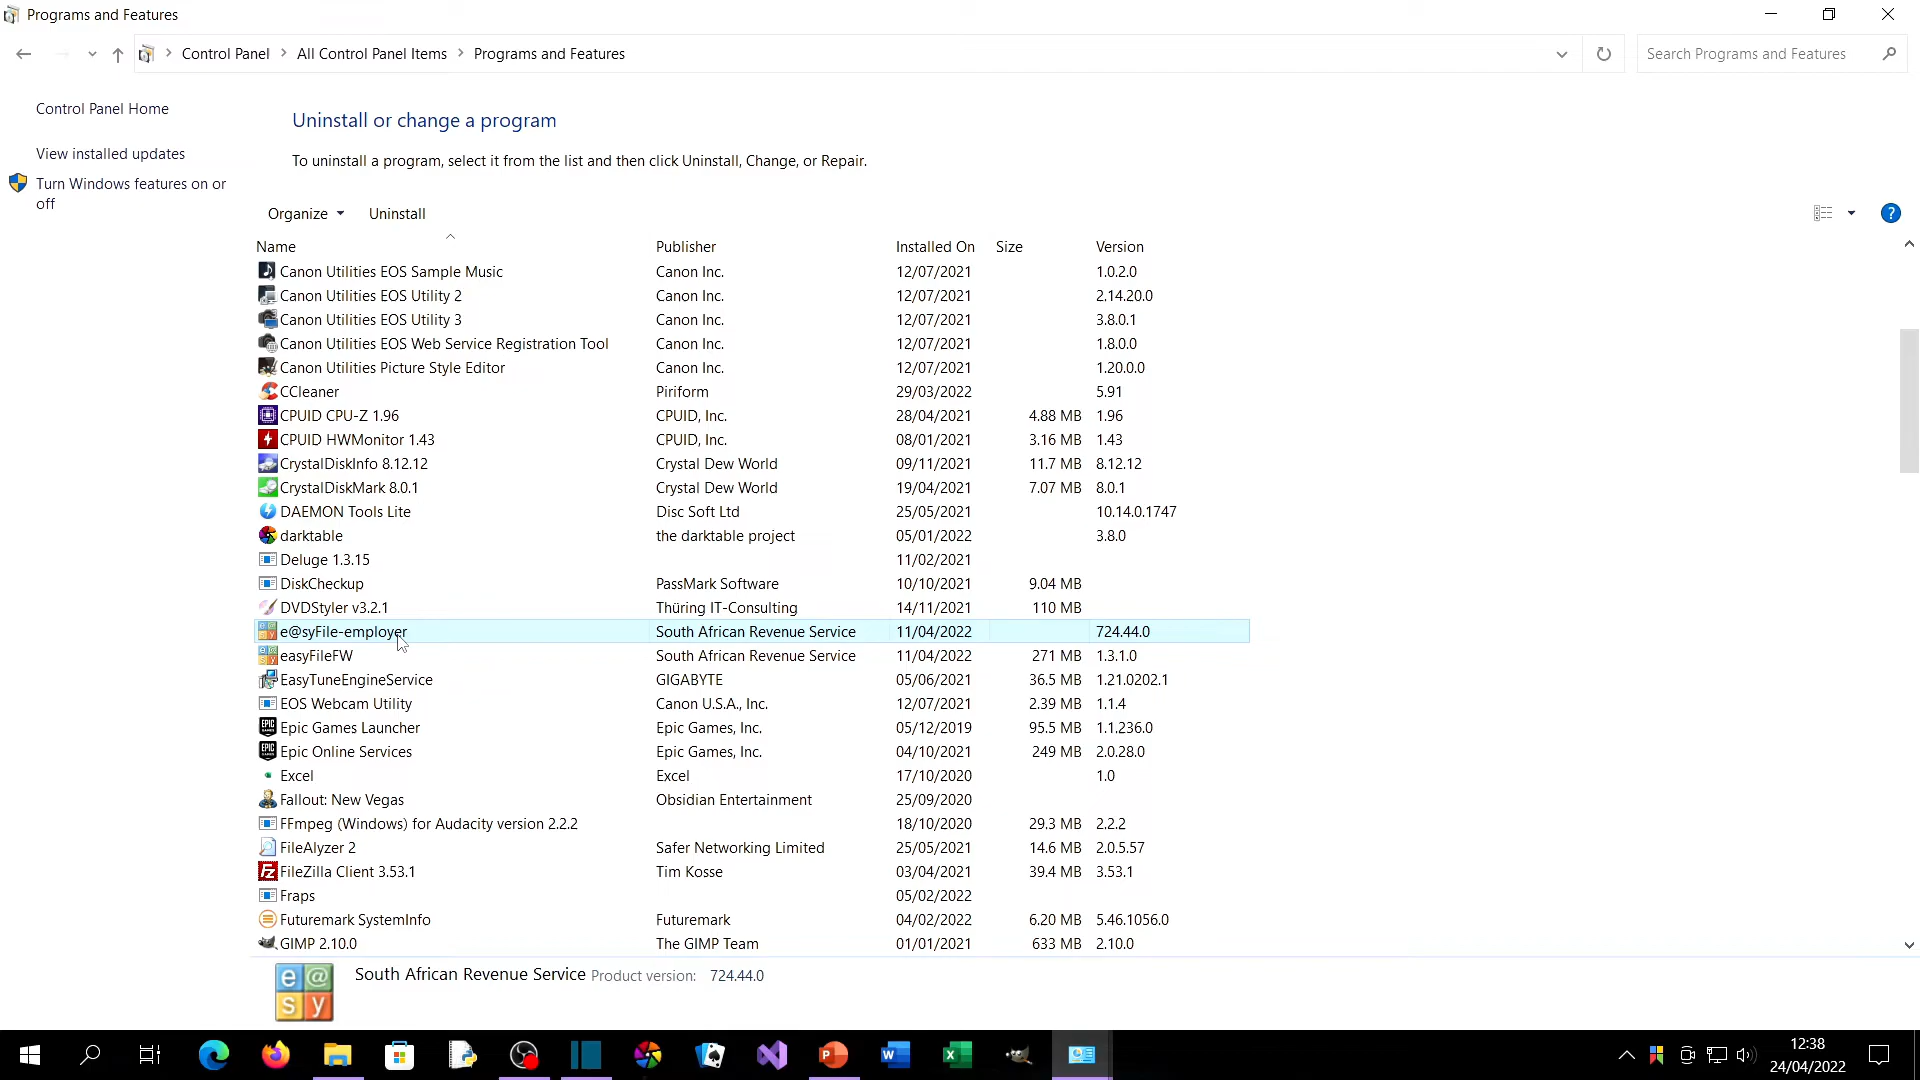 Programs and Features
Control Panel > All Control Panel Items > Programs and Features
Search Programs and Features
Control Panel Home
View installed updates
Turn Windows features on or
off
Uninstall or change a program
To uninstall a program, select it from the list and then click Uninstall, Change, or Repair.
Organize Uninstall
?
Name Publisher Installed On Size Version
Canon Utilities EOS Sample Music Canon Inc. 12/07/2021 1.0.2.0
Canon Utilities EOS Utility 2 Canon Inc. 12/07/2021 2.14.20.0
Canon Utilities EOS Utility 3 Canon Inc. 12/07/2021 3.8.0.1
Canon Utilities EOS Web Service Registration Tool Canon Inc. 12/07/2021 1.8.0.0
Canon Utilities Picture Style Editor Canon Inc. 12/07/2021 1.20.0.0
CCleaner Piriform 29/03/2022 5.91
CPUID CPU-Z 1.96 CPUID, Inc. 28/04/2021 4.88 MB 1.96
CPUID HWMonitor 1.43 CPUID, Inc. 08/01/2021 3.16 MB 1.43
CrystalDiskInfo 8.12.12 Crystal Dew World 09/11/2021 11.7 MB 8.12.12
CrystalDiskMark 8.0.1 Crystal Dew World 19/04/2021 7.07 MB 8.0.1
DAEMON Tools Lite Disc Soft Ltd 25/05/2021 10.14.0.1747
darktable the darktable project 05/01/2022 3.8.0
Deluge 1.3.15 11/02/2021
DiskCheckup PassMark Software 10/10/2021 9.04 MB
DVDStyler v3.2.1 Thüring IT-Consulting 14/11/2021 110 MB
e@syFile-employer South African Revenue Service 11/04/2022 724.44.0
easyFileFW South African Revenue Service 11/04/2022 271 MB 1.3.1.0
EasyTuneEngineService GIGABYTE 05/06/2021 36.5 MB 1.21.0202.1
EOS Webcam Utility Canon U.S.A., Inc. 12/07/2021 2.39 MB 1.1.4
Epic Games Launcher Epic Games, Inc. 05/12/2019 95.5 MB 1.1.236.0
Epic Online Services Epic Games, Inc. 04/10/2021 249 MB 2.0.28.0
Excel Excel 17/10/2020 1.0
Fallout: New Vegas Obsidian Entertainment 25/09/2020
FFmpeg (Windows) for Audacity version 2.2.2 18/10/2020 29.3 MB 2.2.2
FileAlyzer 2 Safer Networking Limited 25/05/2021 14.6 MB 2.0.5.57
FileZilla Client 3.53.1 Tim Kosse 03/04/2021 39.4 MB 3.53.1
Fraps 05/02/2022
Futuremark SystemInfo Futuremark 04/02/2022 6.20 MB 5.46.1056.0
GIMP 2.10.0 The GIMP Team 01/01/2021 633 MB 2.10.0
e@
sy
South African Revenue Service Product version: 724.44.0
12:38
24/04/2022